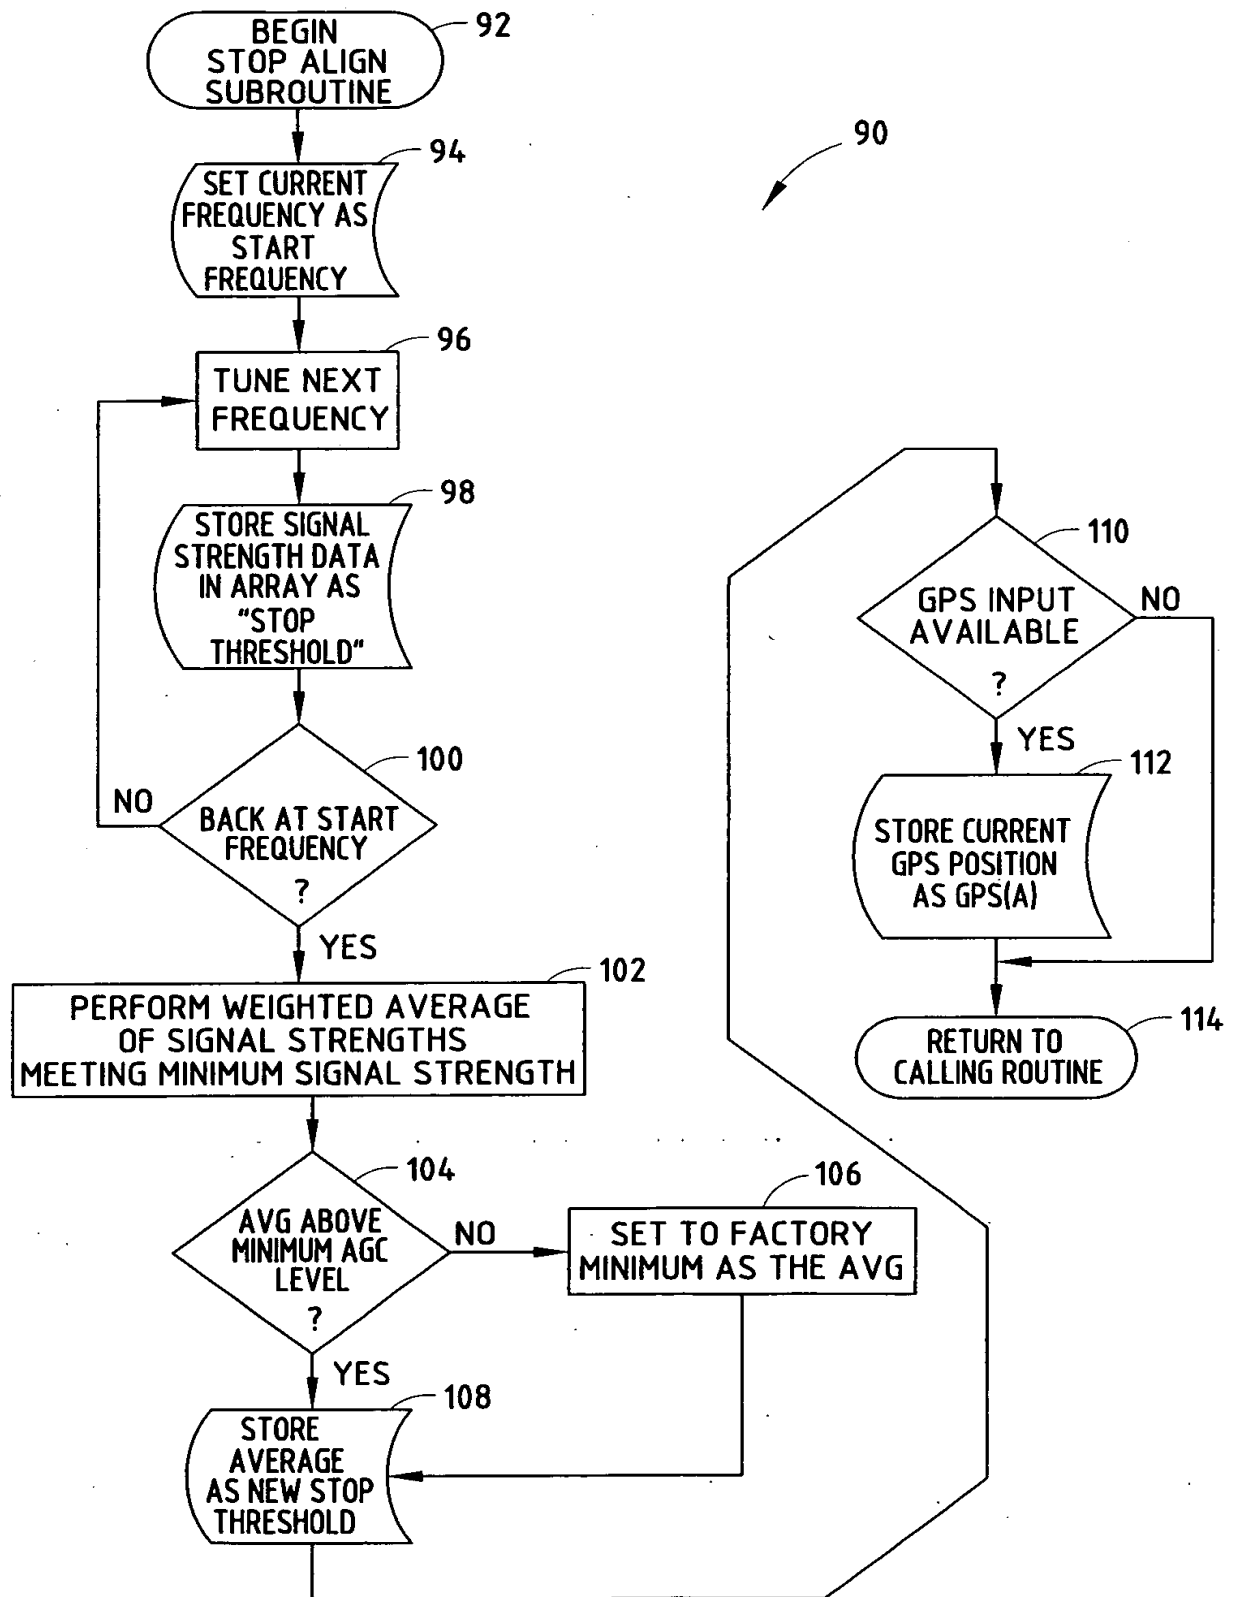 BEGIN
STOP ALIGN
SUBROUTINE
92
90
SET CURRENT
FREQUENCY AS
START
FREQUENCY
94
TUNE NEXT
FREQUENCY
96
STORE SIGNAL
STRENGTH DATA
IN ARRAY AS
"STOP
THRESHOLD"
98
BACK AT START
FREQUENCY
?
100
NO
YES
PERFORM WEIGHTED AVERAGE
OF SIGNAL STRENGTHS
MEETING MINIMUM SIGNAL STRENGTH
102
AVG ABOVE
MINIMUM AGC
LEVEL
?
104
NO
YES
SET TO FACTORY
MINIMUM AS THE AVG
106
STORE
AVERAGE
AS NEW STOP
THRESHOLD
108
GPS INPUT
AVAILABLE
?
110
NO
YES
STORE CURRENT
GPS POSITION
AS GPS(A)
112
RETURN TO
CALLING ROUTINE
114